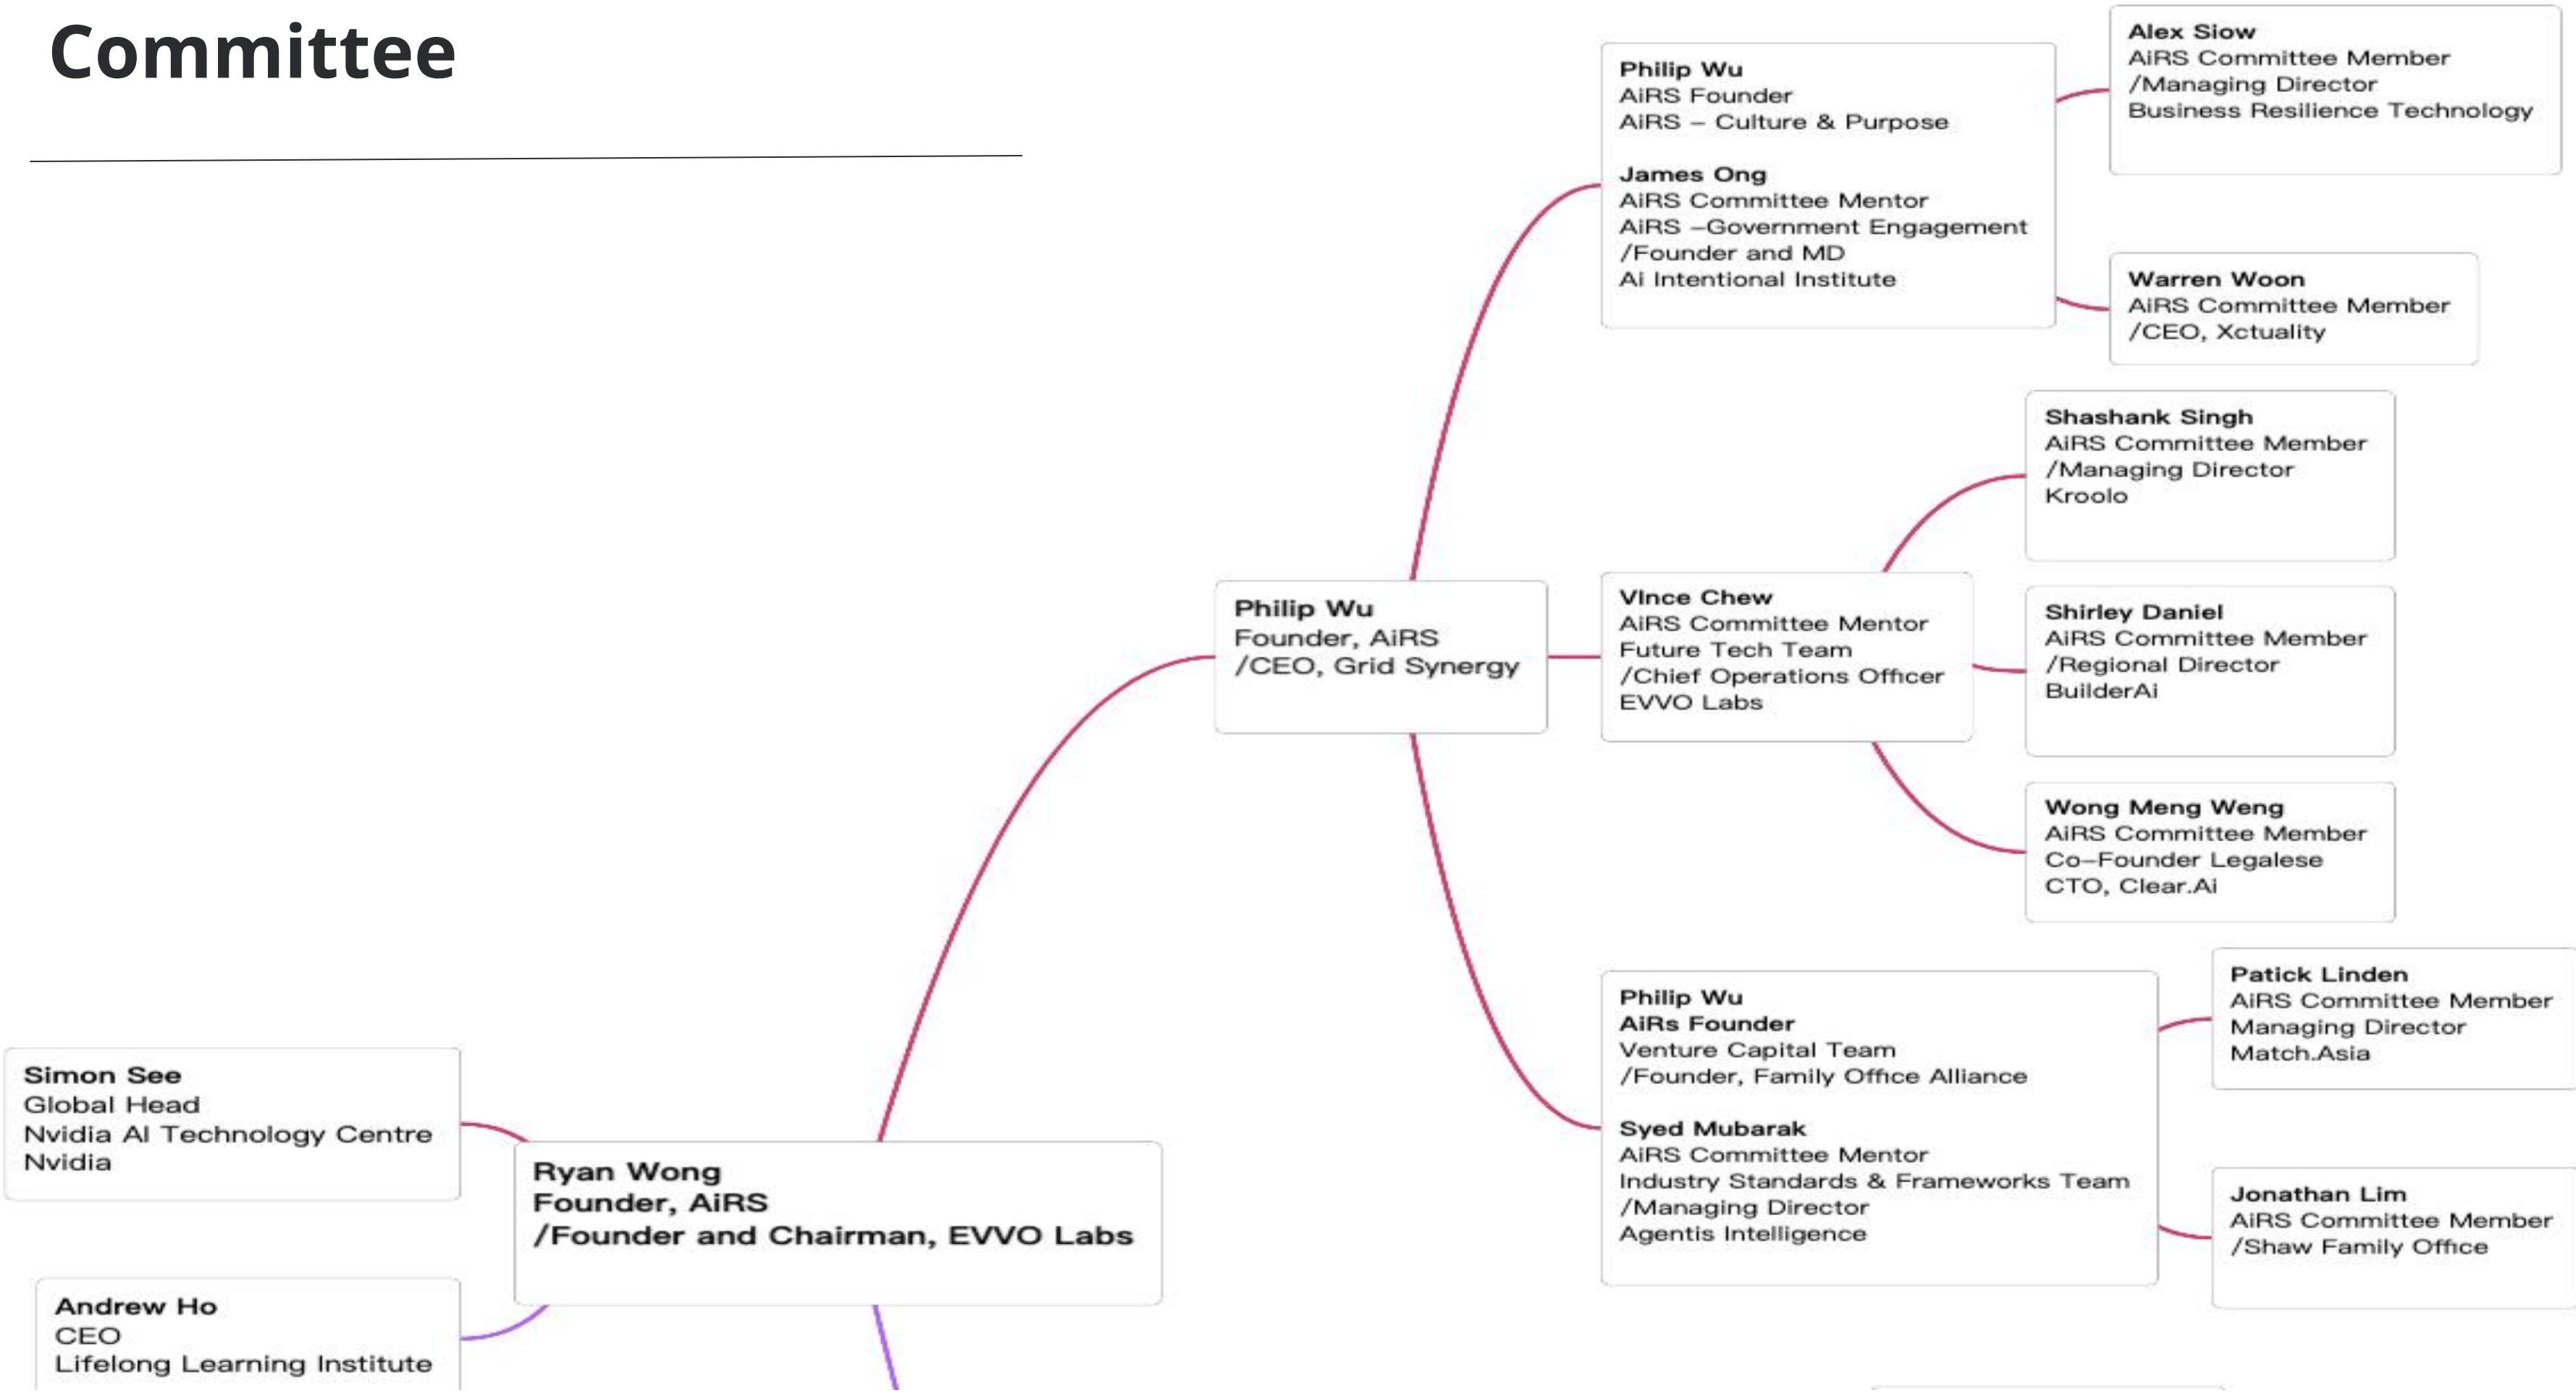 Committee
Alex Siow
AiRS Committee Member
/Managing Director
Business Resilience Technology
Philip Wu
AiRS Founder
AiRS – Culture & Purpose
James Ong
AiRS Committee Mentor
AiRS –Government Engagement
/Founder and MD
Ai Intentional Institute
Warren Woon
AiRS Committee Member
/CEO, Xctuality
Shashank Singh
AiRS Committee Member
/Managing Director
Kroolo
Philip Wu
Founder, AiRS
/CEO, Grid Synergy
VInce Chew
AiRS Committee Mentor
Future Tech Team
/Chief Operations Officer
EVVO Labs
Shirley Daniel
AiRS Committee Member
/Regional Director
BuilderAi
Wong Meng Weng
AiRS Committee Member
Co–Founder Legalese
CTO, Clear.Ai
Philip Wu
AiRs Founder
Venture Capital Team
/Founder, Family Office Alliance
Syed Mubarak
AiRS Committee Mentor
Industry Standards & Frameworks Team
/Managing Director
Agentis Intelligence
Patick Linden
AiRS Committee Member
Managing Director
Match.Asia
Jonathan Lim
AiRS Committee Member
/Shaw Family Office
Simon See
Global Head
Nvidia AI Technology Centre
Nvidia
Ryan Wong
Founder, AiRS
/Founder and Chairman, EVVO Labs
Andrew Ho
CEO
Lifelong Learning Institute